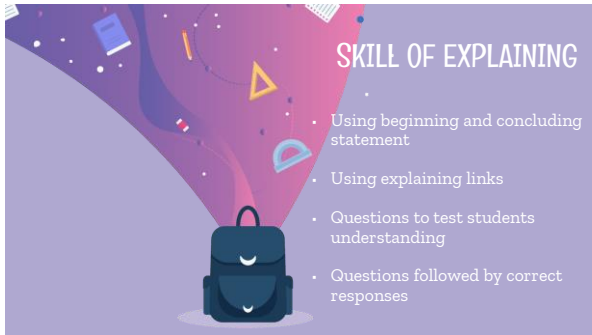 SKILL OF EXPLAINING
• Using beginning and concluding
statement
• Using explaining links
• Questions to test students
understanding
• Questions followed by correct
responses